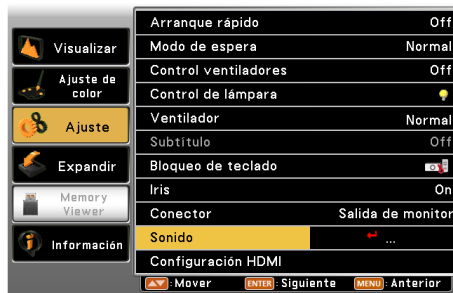 Visualizar
Ajuste de
color
Ajuste
Expandir
Memory
Viewer
Información
Arranque rápido Off
Modo de espera Normal
Control ventiladores Off
Control de lámpara
Ventilador Normal
Subtítulo Off
Bloqueo de teclado
Iris On
Conector Salida de monitor
Sonido ...
Configuración HDMI
:Mover ENTER :Siguiente MENU :Anterior